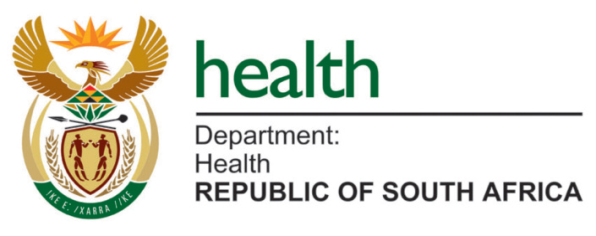 health
Department:
Health
REPUBLIC OF SOUTH AFRICA
!KE E: /XARRA //KE